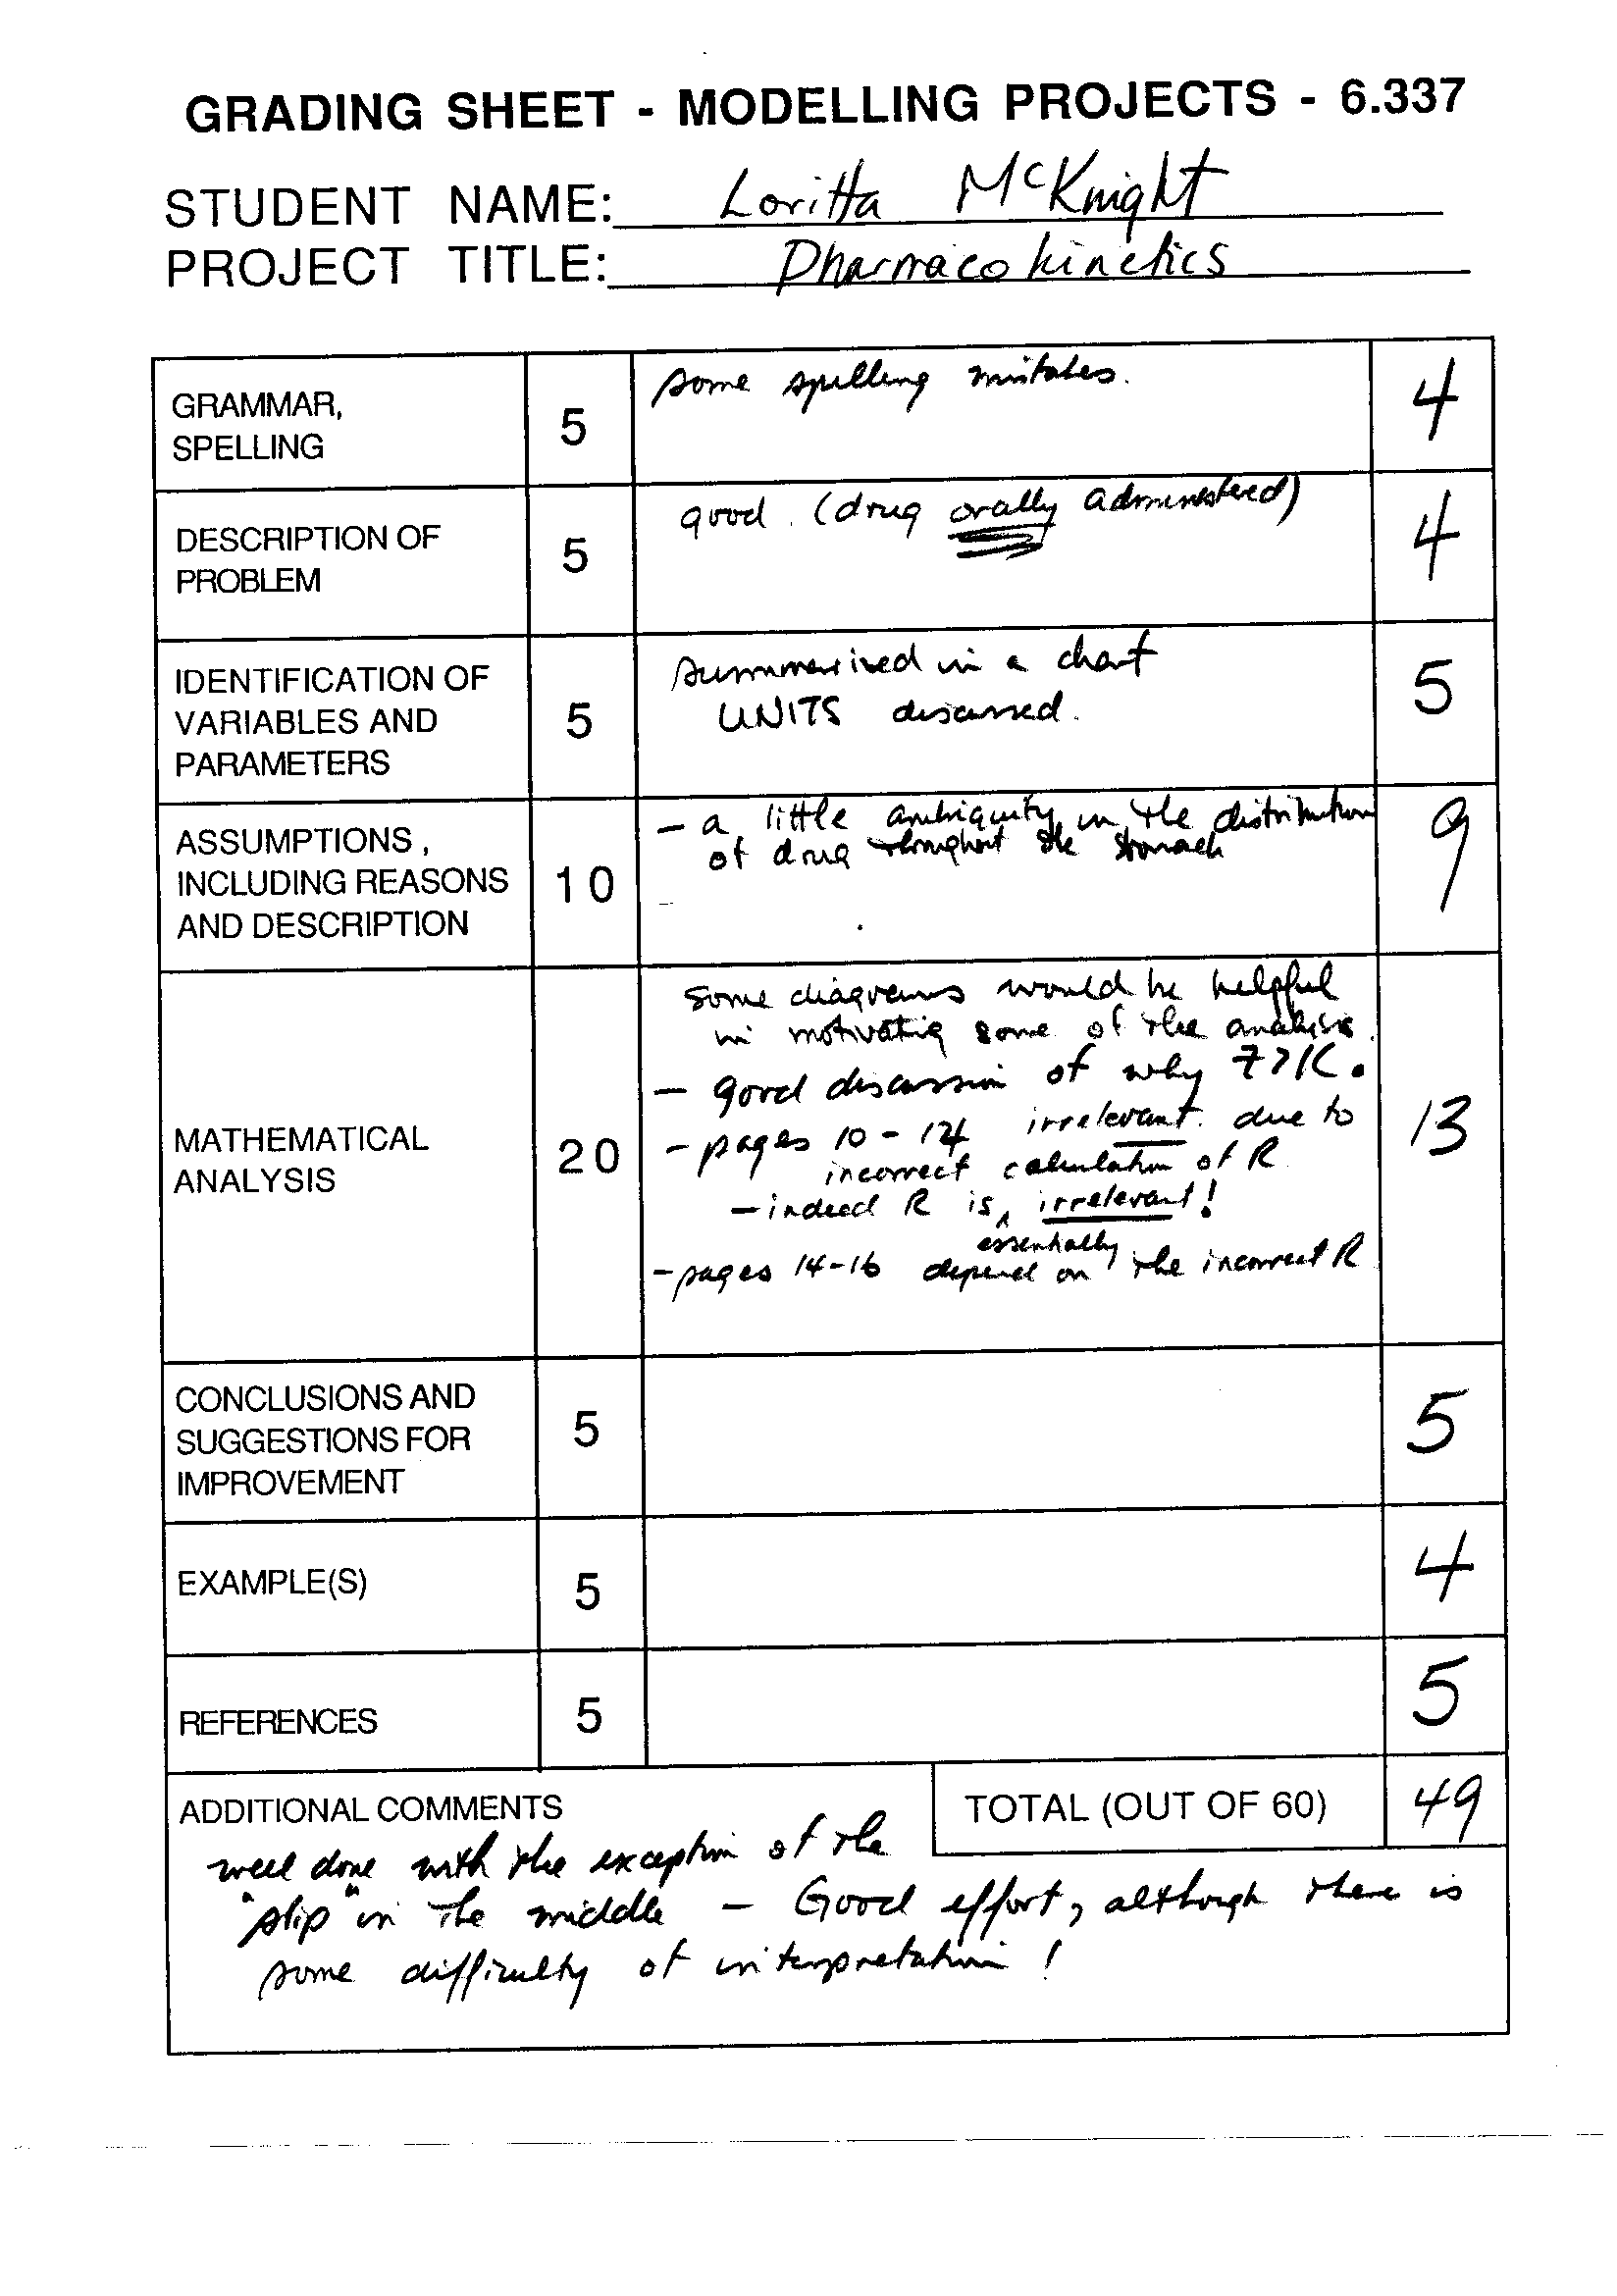 GRADING SHEET - MODELLING PROJECTS - 6.337
STUDENT NAME: Loritta McKnight
PROJECT TITLE: Pharmacokinetics
GRAMMAR,
SPELLING
5
some spelling mistakes.
4
DESCRIPTION OF
PROBLEM
5
good. (drug orally administered)
4
IDENTIFICATION OF
VARIABLES AND
PARAMETERS
5
summarized in a chart
UNITS discussed.
5
ASSUMPTIONS,
INCLUDING REASONS
AND DESCRIPTION
10
- a little ambiguity in the distribution
of drug throughout the stomach
-
9
MATHEMATICAL
ANALYSIS
20
some diagrams would be helpful
in motivating some of the analysis.
- good discussion of why
- pages 10 - 14 irrelevant. due to
incorrect calculation of R
- indeed R is essentially irrelevant!
- pages 14-16 depend on the incorrect R
13
CONCLUSIONS AND
SUGGESTIONS FOR
IMPROVEMENT
5
5
EXAMPLE(S)
5
4
REFERENCES
5
5
ADDITIONAL COMMENTS
TOTAL (OUT OF 60)
49
well done with the exception of the
"slip" in the middle - Good effort, although there is
some difficulty of interpretation!